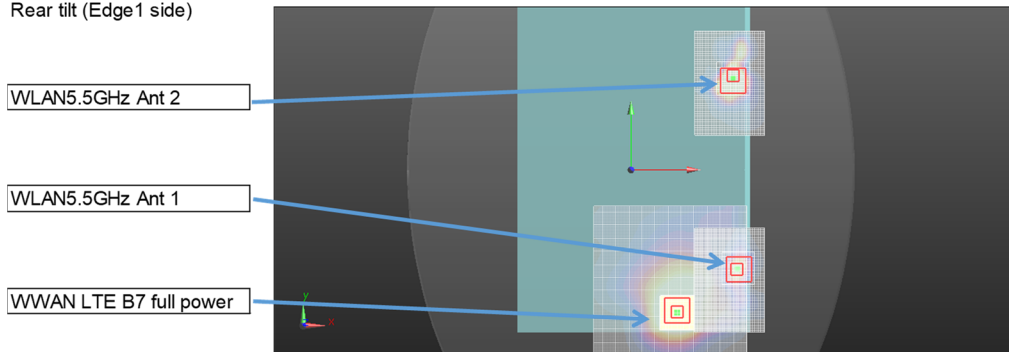 Rear tilt (Edge1 side)
WLAN5.5GHz Ant 2
WLAN5.5GHz Ant 1
WWAN LTE B7 full power
y
x